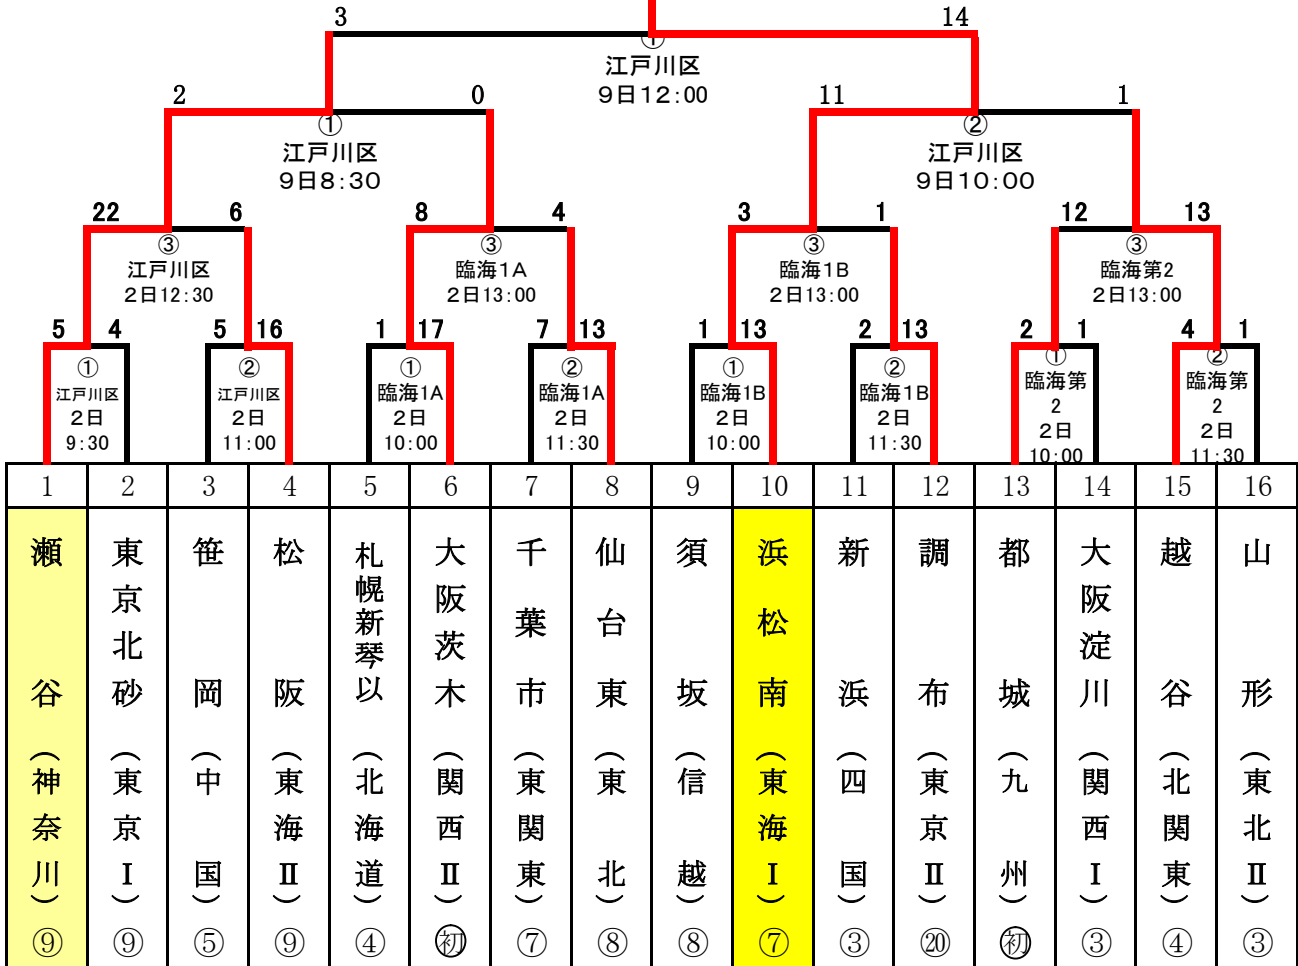 3 14
①
江戸川区
9日12:00
2 0 11 1
① ②
江戸川区 江戸川区
9日8:30 9日10:00
22 6 8 4 3 1 12 13
③ ③ ③ ③
江戸川区 臨海1A 臨海1B 臨海第2
2日12:30 2日13:00 2日13:00 2日13:00
5 4 5 16 1 17 7 13 1 13 2 13 2 1 4 1
① ② ① ② ① ② ① ②
江戸川区 江戸川区 臨海1A 臨海1A 臨海1B 臨海1B 臨海第2 臨海第2
2日 2日 2日 2日 2日 2日 2日 2日
9:30 11:00 10:00 11:30 10:00 11:30 10:00 11:30
1 2 3 4 5 6 7 8 9 10 11 12 13 14 15 16
瀬谷(神奈川)⑨
東京北砂(東京Ⅰ)⑨
笹岡(中国)⑤
松阪(東海Ⅱ)⑨
札幌新琴似(北海道)④
大阪茨木(関西Ⅱ)㊞初
千葉市(東関東)⑦
仙台東(東北)⑧
須坂(信越)⑧
浜松南(東海Ⅰ)⑦
新浜(四国)③
調布(東京Ⅱ)⑳
都城(九州)初
大阪淀川(関西Ⅰ)③
越谷(北関東)④
山形(東北Ⅱ)③